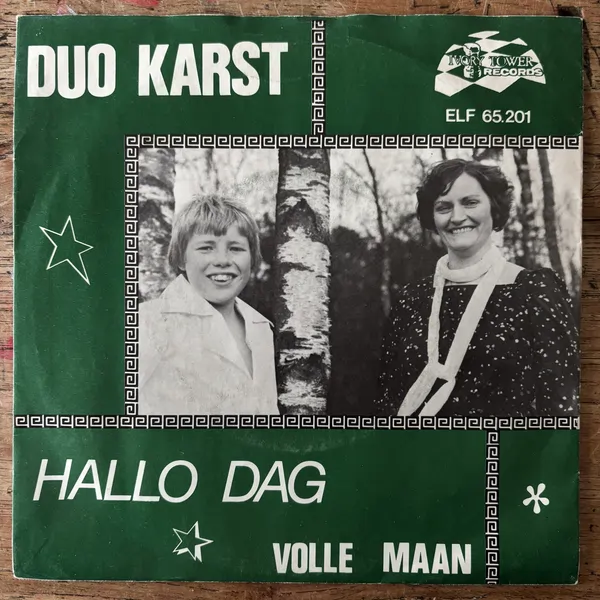 DUO KARST
IVORY TOWER
RECORDS
ELF 65.201
HALLO DAG
VOLLE MAAN